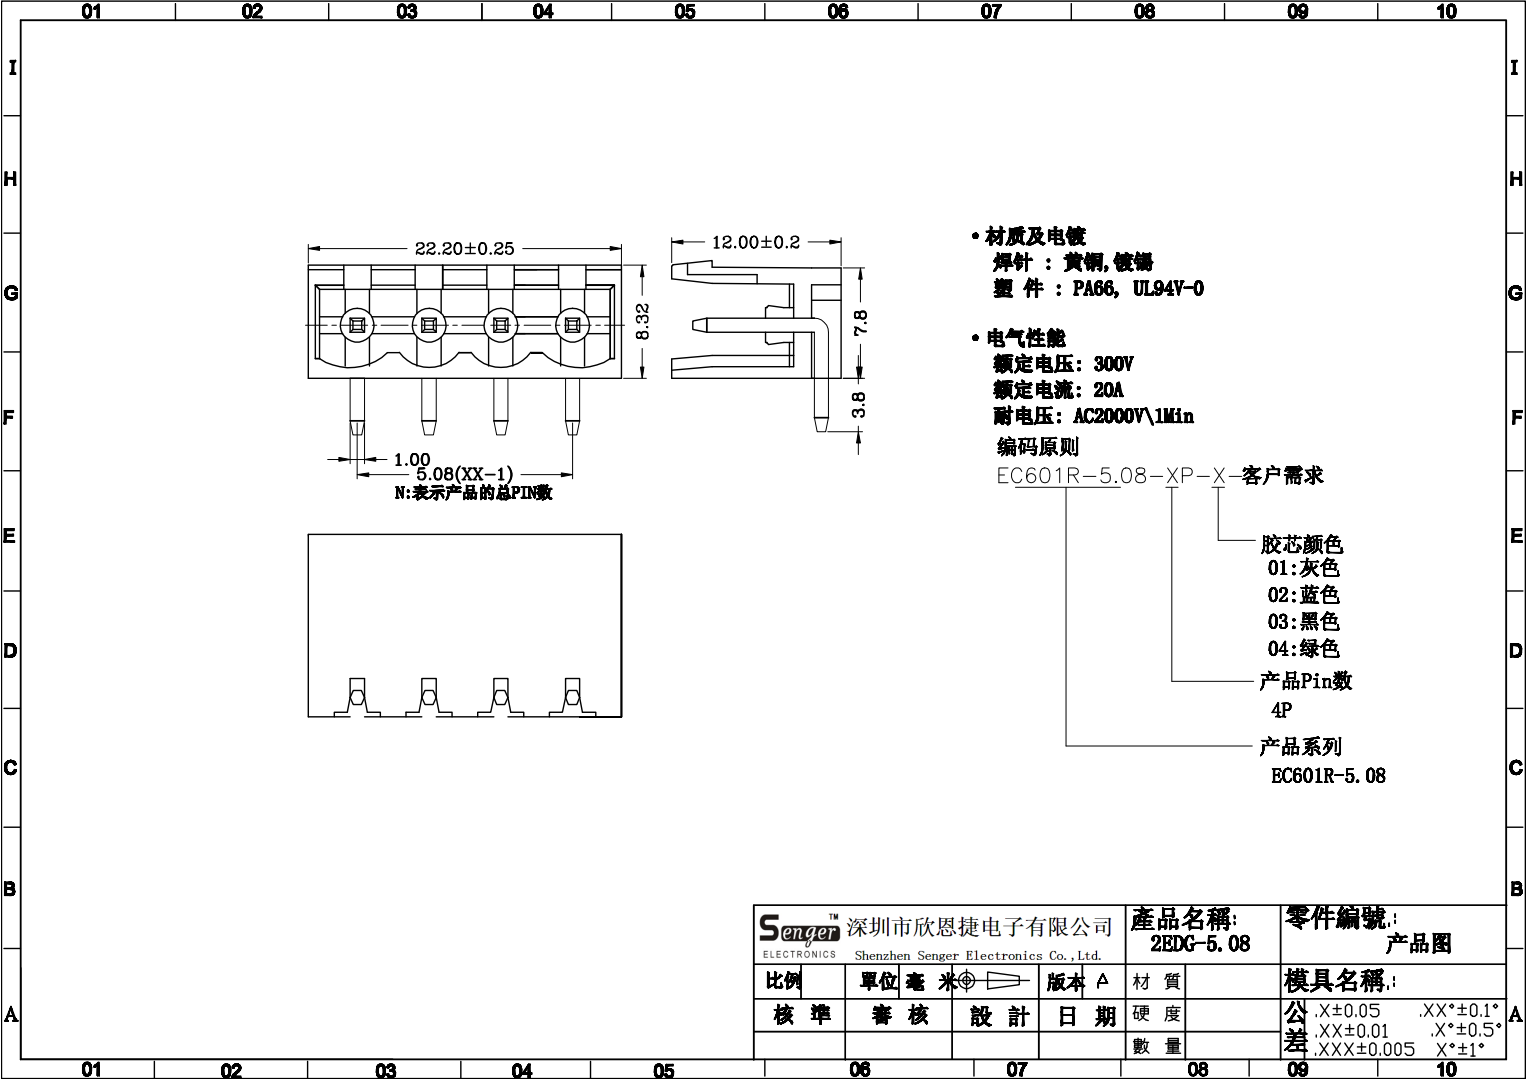 01 02 03 04 05 06 07 08 09 10
I I
H H
G G
F F
E E
D D
C C
B B
A A
22.20±0.25
8.32
12.00±0.2
7.8
3.8
1.00
5.08(XX-1)
N:表示产品的总PIN数
•材质及电镀
焊针 : 黄铜,镀锡
塑 件 : PA66, UL94V-0
•电气性能
额定电压: 300V
额定电流: 20A
耐电压: AC2000V\1Min
编码原则
EC601R-5.08-XP-X-客户需求
胶芯颜色
01:灰色
02:蓝色
03:黑色
04:绿色
产品Pin数
4P
产品系列
EC601R-5.08
Senger TM
ELECTRONICS
深圳市欣恩捷电子有限公司
Shenzhen Senger Electronics Co.,Ltd.
產品名稱:
2EDG-5.08
零件編號.:
产品图
比例 單位 毫 米 版本 A
材 質
模具名稱.:
核 準 審 核 設 計 日 期
硬 度
數 量
公差
.X±0.05 .XX°±0.1°
.XX±0.01 .X°±0.5°
.XXX±0.005 X°±1°
01 02 03 04 05 06 07 08 09 10